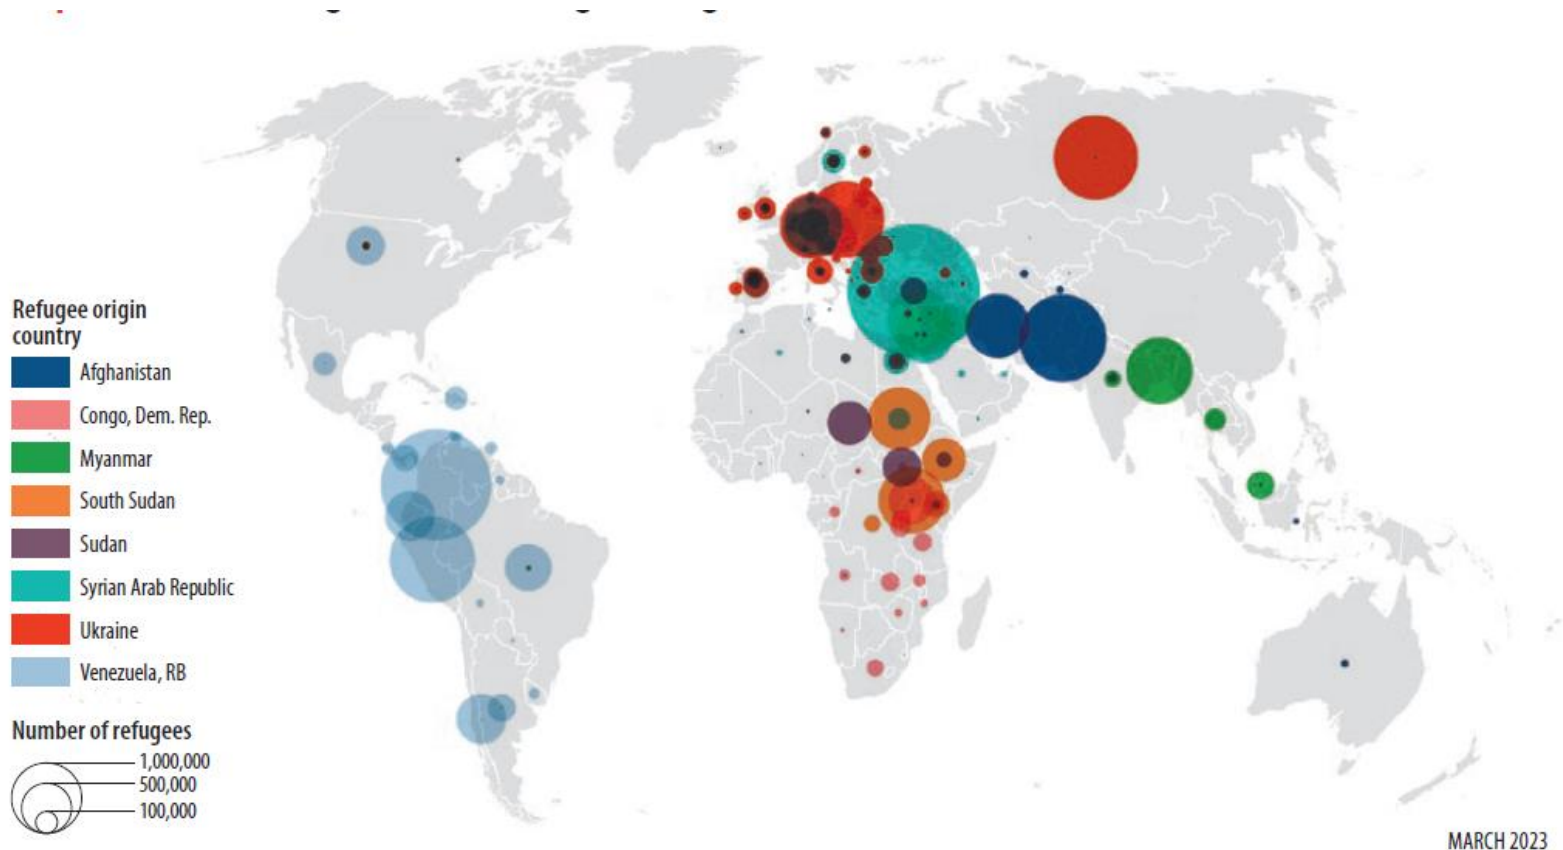 Refugee origin
country
Afghanistan
Congo, Dem. Rep.
Myanmar
South Sudan
Sudan
Syrian Arab Republic
Ukraine
Venezuela, RB
Number of refugees
1,000,000
500,000
100,000
MARCH 2023